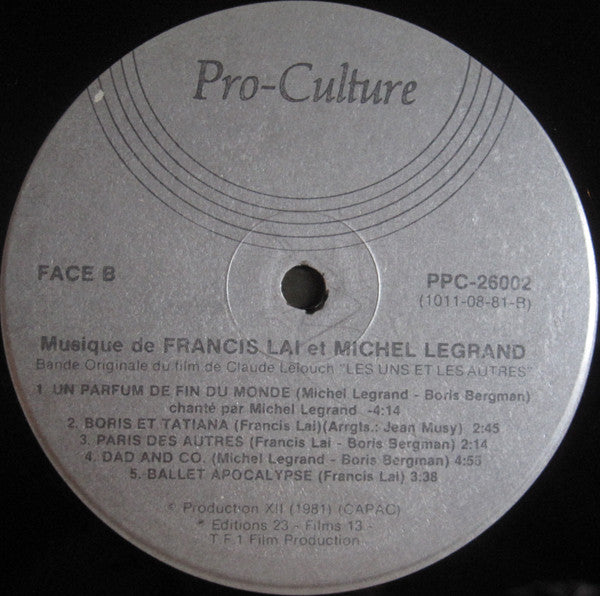 Pro-Culture
FACE B
PPC-26002
(1011-08-81-B)
Musique de FRANCIS LAI et MICHEL LEGRAND
Bande Originale du film de Claude Lelouch "LES UNS ET LES AUTRES"
1 UN PARFUM DE FIN DU MONDE (Michel Legrand - Boris Bergman)
chanté par Michel Legrand -4:14
2. BORIS ET TATIANA (Francis Lai)(Arrgts.: Jean Musy) 2:45
3. PARIS DES AUTRES (Francis Lai - Boris Bergman) 2:14
4. DAD AND CO. (Michel Legrand - Boris Bergman) 4:55
5. BALLET APOCALYPSE (Francis Lai) 3:38
* Production XII (1981) (CAPAC)
* Editions 23 - Films 13 -
T.F.1 Film Production